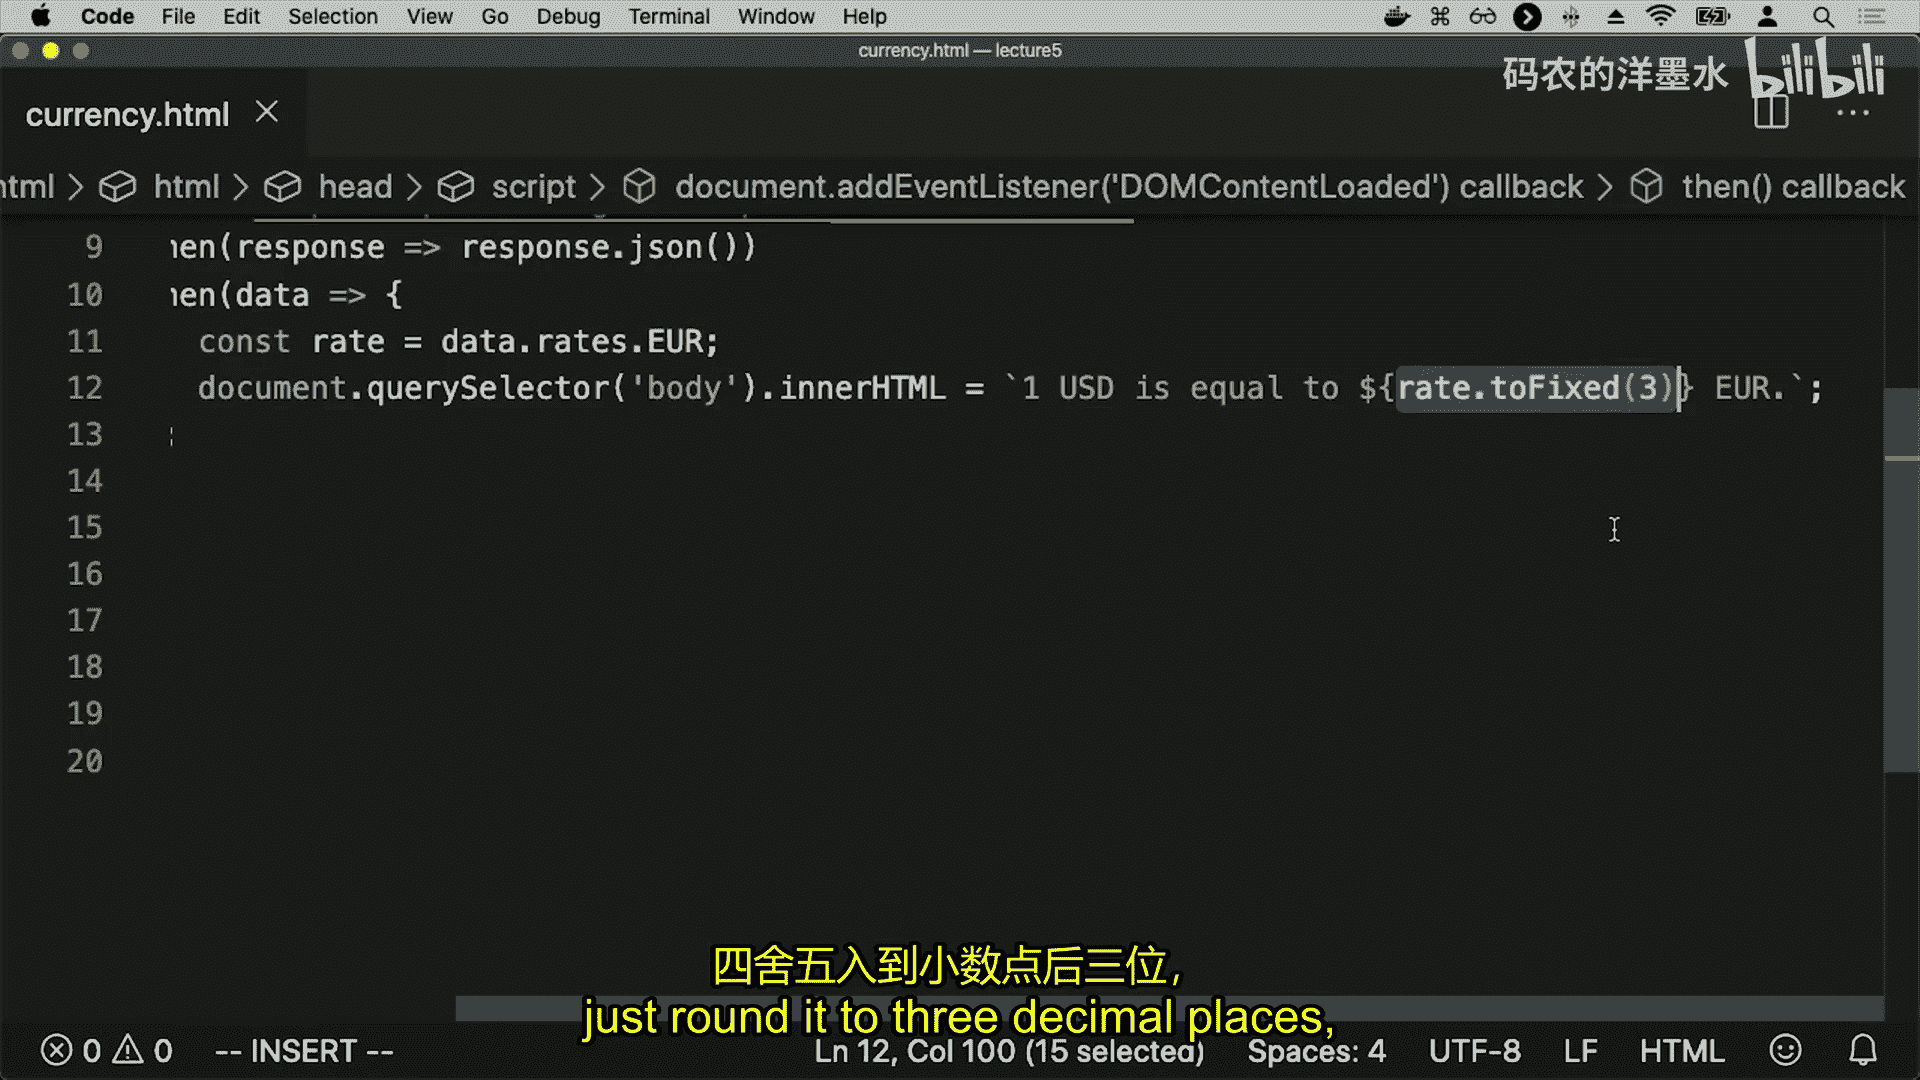 Code File Edit Selection View Go Debug Terminal Window Help
currency.html — lecture5
码农的洋墨水 bilibili
currency.html
html > html > head > script > document.addEventListener('DOMContentLoaded') callback > then() callback
9 hen(response => response.json())
10 hen(data => {
11 const rate = data.rates.EUR;
12 document.querySelector('body').innerHTML = `1 USD is equal to ${rate.toFixed(3)} EUR.`;
13
14
15
16
17
18
19
20
四舍五入到小数点后三位，
just round it to three decimal places,
0 0 -- INSERT -- Ln 12, Col 100 (15 selected) Spaces: 4 UTF-8 LF HTML